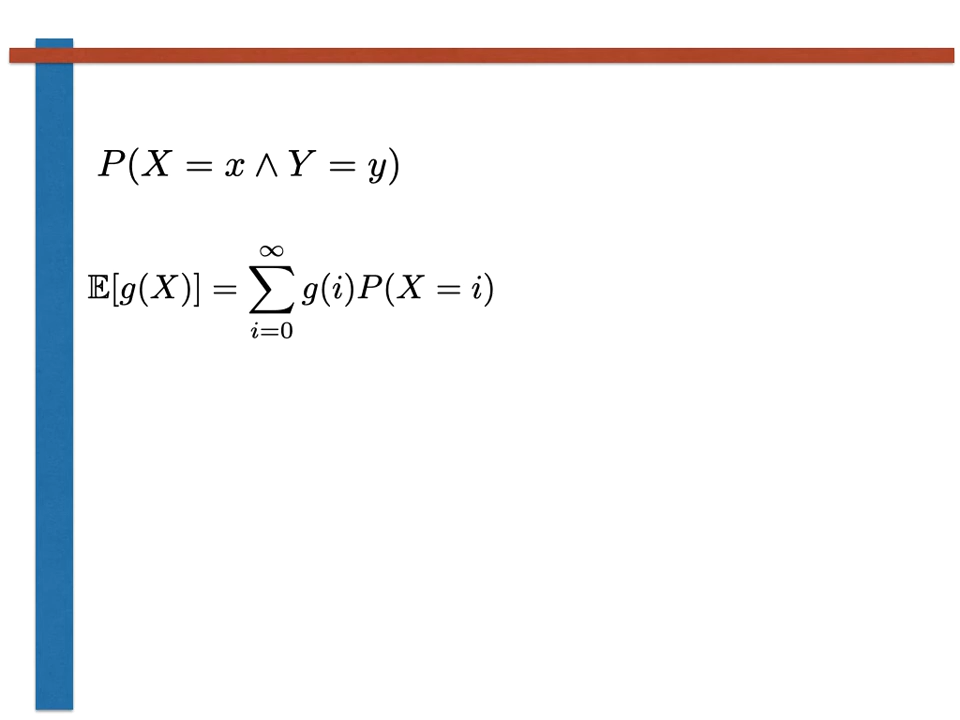 P(X = x ∧ Y = y)
𝔼[g(X)] = ∑_{i=0}^{∞} g(i)P(X = i)